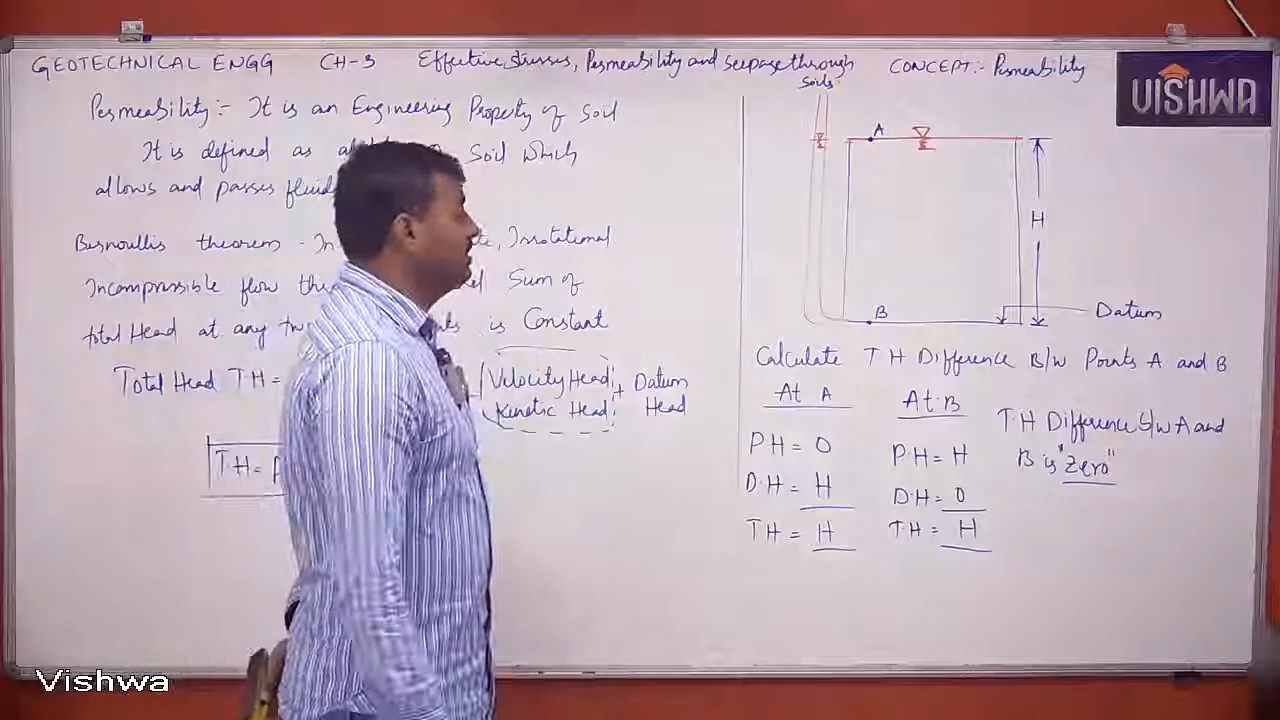 GEOTECHNICAL ENGG CH-3 Effective stresses, Permeability and seepage through soils CONCEPT:- Permeability
VISHWA
Permeability:- It is an Engineering Property of soil
It is defined as Soil which
allows and passes
Bernoullis theorem - In Irrotational
Incompressible flow Sum of
total Head at any is Constant
Total Head T.H = Velocity Head + Datum
Kinetic Head Head
T.H =
A
H
B
Datum
Calculate T H Difference B/W Points A and B
At A At B
T.H Difference b/w A and
B is "Zero"
P.H = 0 P.H = H
D.H = H D.H = 0
T H = H T.H = H
Vishwa